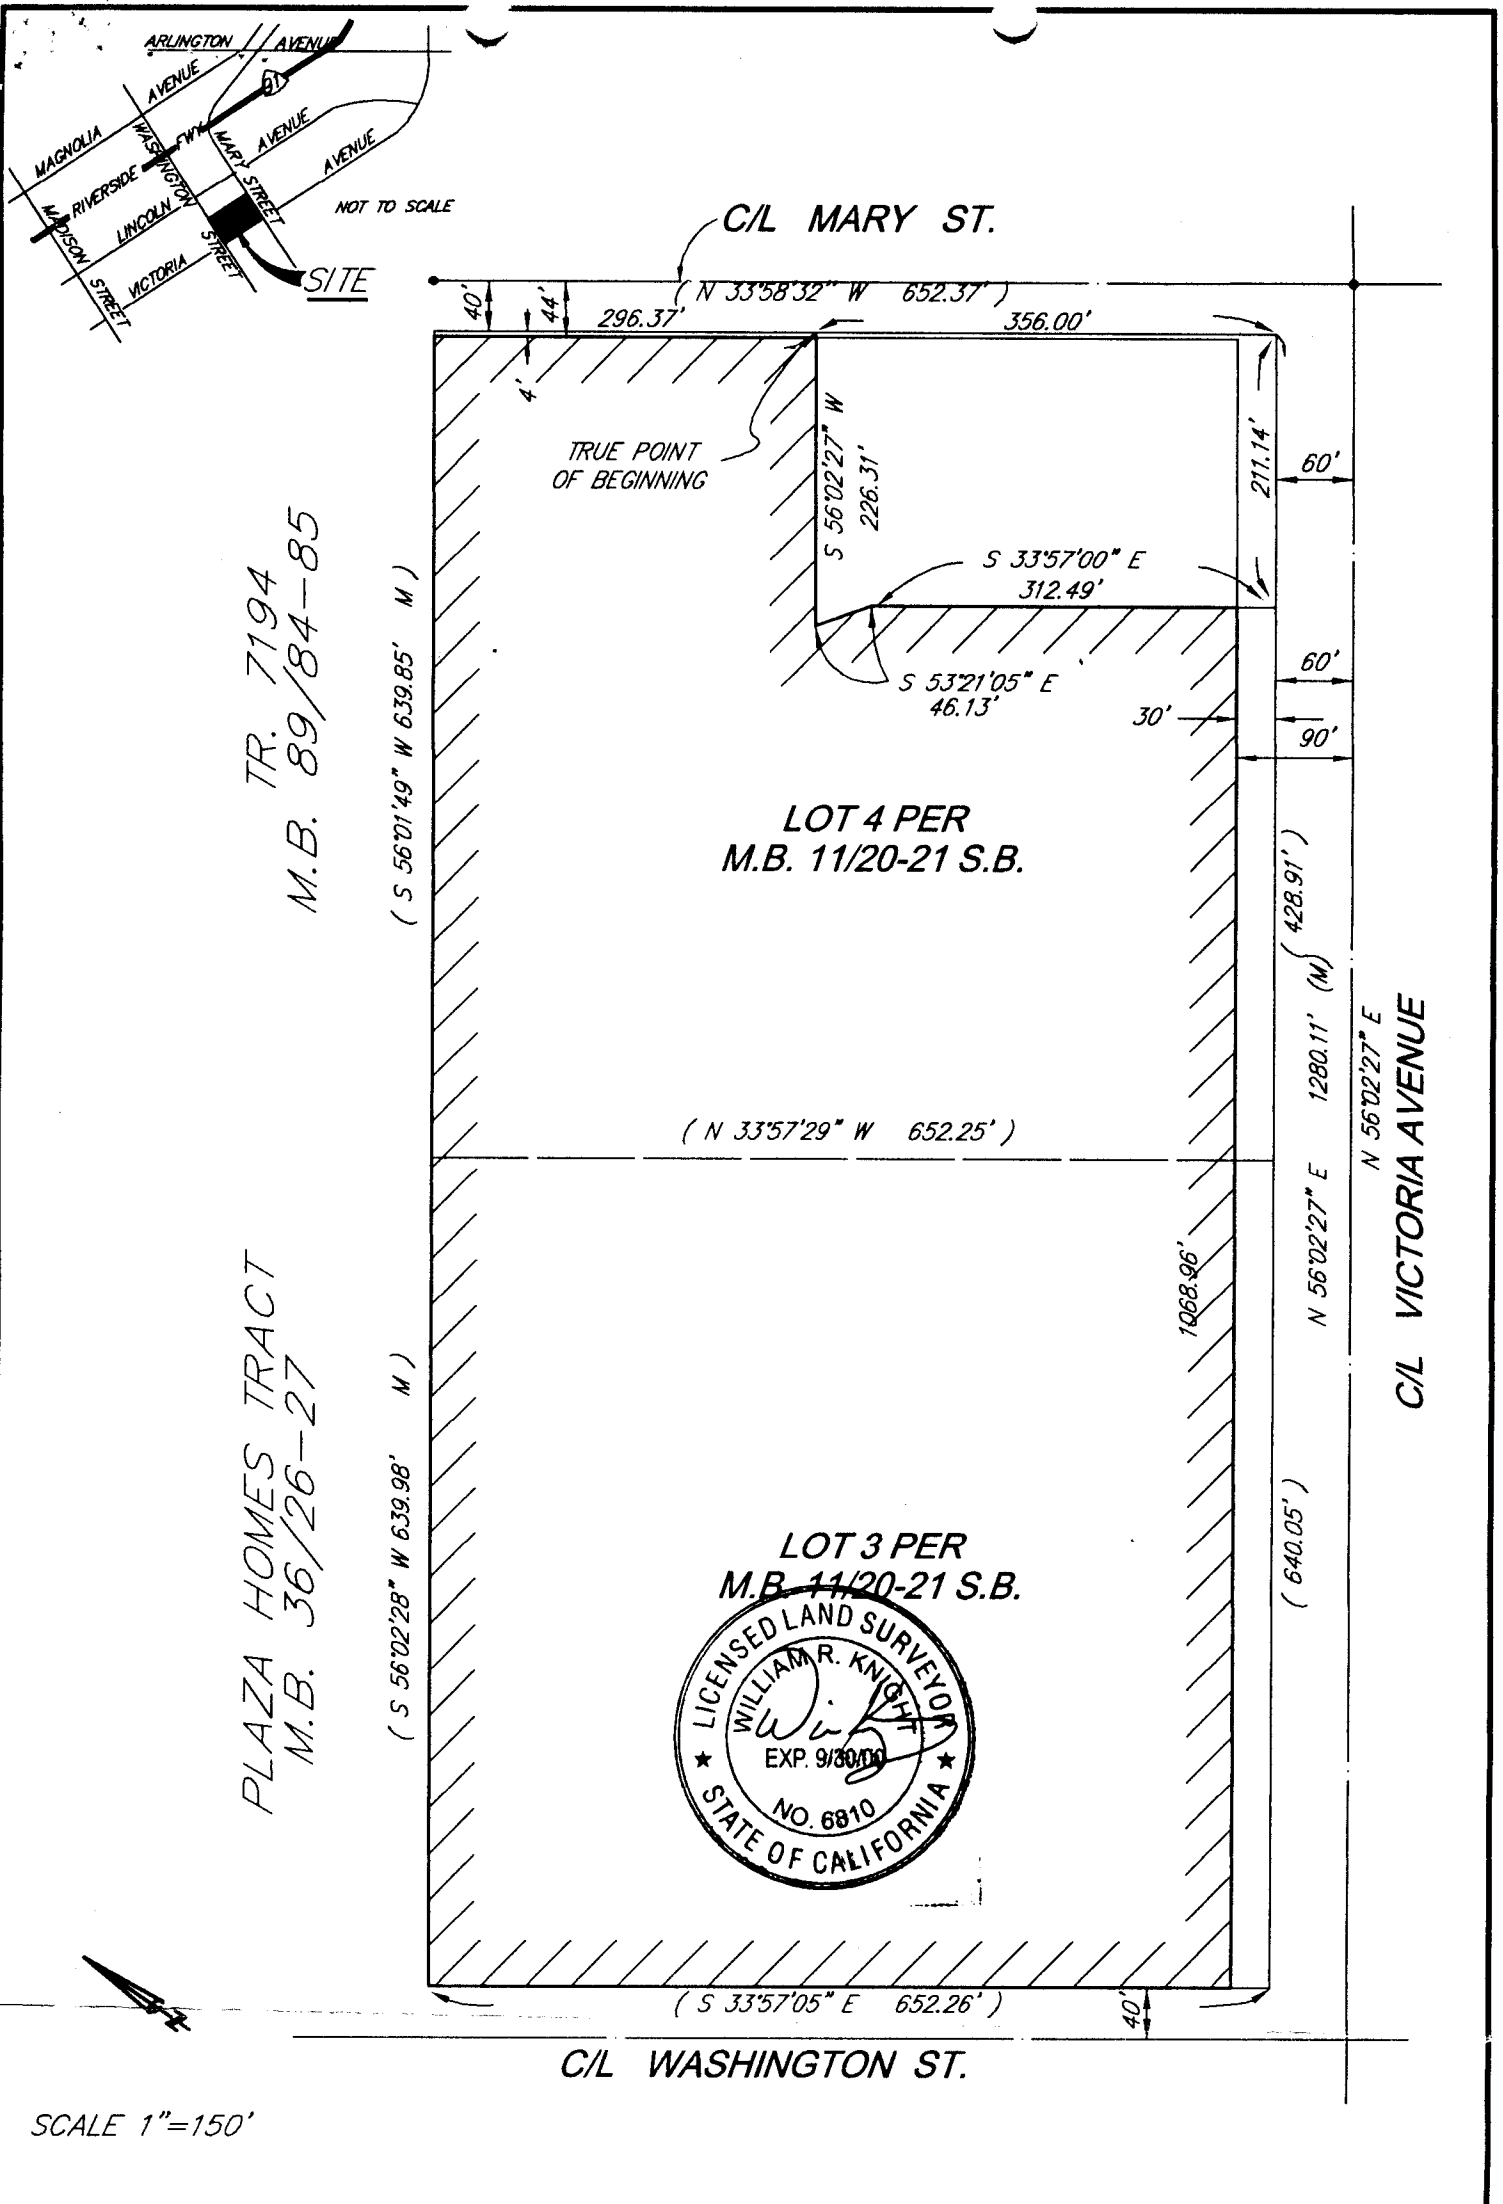 ARLINGTON AVENUE
MAGNOLIA AVENUE
WASHINGTON STREET
RIVERSIDE FWY
91
MARY STREET
LINCOLN AVENUE
VICTORIA AVENUE
MADISON STREET
NOT TO SCALE
SITE
C/L MARY ST.
( N 33°58'32" W 652.37' )
40'
44'
296.37'
356.00'
4'
TRUE POINT
OF BEGINNING
S 56°02'27" W
226.31'
211.14'
60'
S 33°57'00" E
312.49'
S 53°21'05" E
46.13'
60'
30'
90'
TR. 7194
M.B. 89/84-85
( S 56°01'49" W 639.85' M )
LOT 4 PER
M.B. 11/20-21 S.B.
( 428.91' )
N 56°02'27" E 1280.11' (M)
N 56°02'27" E
C/L VICTORIA AVENUE
( N 33°57'29" W 652.25' )
1068.96'
PLAZA HOMES TRACT
M.B. 36/26-27
( S 56°02'28" W 639.98' M )
( 640.05' )
LOT 3 PER
M.B. 11/20-21 S.B.
LICENSED LAND SURVEYOR
WILLIAM R. KNIGHT
EXP. 9/30/00
NO. 6810
STATE OF CALIFORNIA
( S 33°57'05" E 652.26' )
40'
C/L WASHINGTON ST.
SCALE 1"=150'